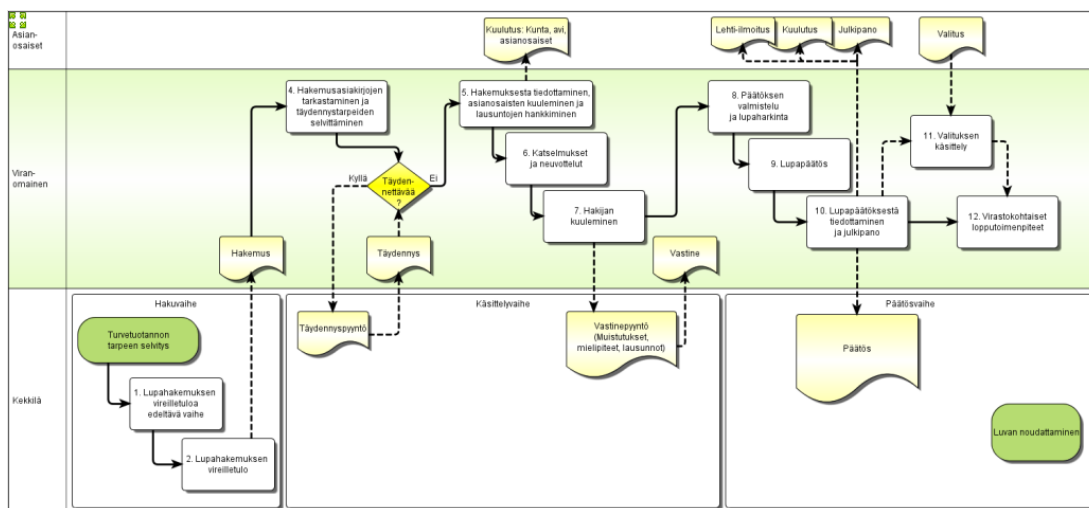 Asian-
osaiset
Kuulutus: Kunta, avi,
asianosaiset
Lehti-ilmoitus
Kuulutus
Julkipano
Valitus
Viran-
omainen
4. Hakemusasiakirjojen
tarkastaminen ja
täydennystarpeiden
selvittäminen
5. Hakemuksesta tiedottaminen,
asianosaisten kuuleminen ja
lausuntojen hankkiminen
8. Päätöksen
valmistelu
ja lupaharkinta
6. Katselmukset
ja neuvottelut
11. Valituksen
käsittely
9. Lupapäätös
Kyllä
Täyden-
nettävää
?
Ei
7. Hakijan
kuuleminen
10. Lupapäätöksestä
tiedottaminen
ja julkipano
12. Virastokohtaiset
lopputoimenpiteet
Hakemus
Täydennys
Vastine
Kekkilä
Hakuvaihe
Käsittelyvaihe
Päätösvaihe
Turvetuotannon
tarpeen selvitys
Täydennyspyyntö
Vastinepyyntö
(Muistutukset,
mielipiteet, lausunnot)
Päätös
1. Lupahakemuksen
vireilletuloa
edeltävä vaihe
2. Lupahakemuksen
vireilletulo
Luvan noudattaminen